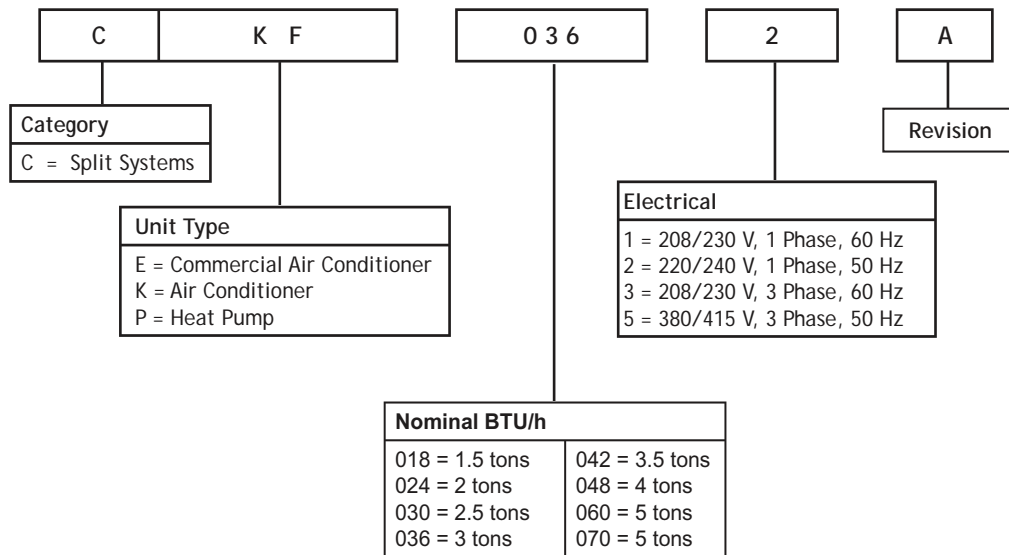 C K F 0 3 6 2 A
Category
C = Split Systems
Revision
Unit Type
E = Commercial Air Conditioner
K = Air Conditioner
P = Heat Pump
Electrical
1 = 208/230 V, 1 Phase, 60 Hz
2 = 220/240 V, 1 Phase, 50 Hz
3 = 208/230 V, 3 Phase, 60 Hz
5 = 380/415 V, 3 Phase, 50 Hz
Nominal BTU/h
018 = 1.5 tons
024 = 2 tons
030 = 2.5 tons
036 = 3 tons
042 = 3.5 tons
048 = 4 tons
060 = 5 tons
070 = 5 tons